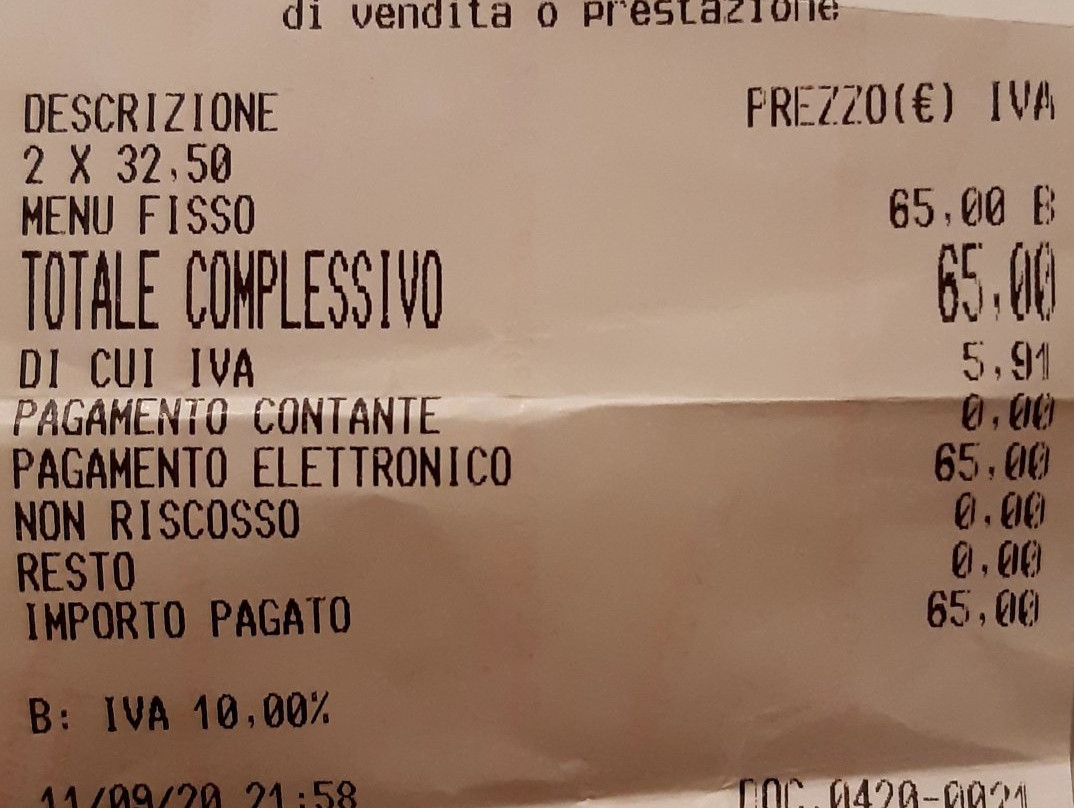 di vendita o prestazione
DESCRIZIONE PREZZO(€) IVA
2 X 32,50
MENU FISSO 65,00 B
TOTALE COMPLESSIVO 65,00
DI CUI IVA 5,91
PAGAMENTO CONTANTE 0,00
PAGAMENTO ELETTRONICO 65,00
NON RISCOSSO 0,00
RESTO 0,00
IMPORTO PAGATO 65,00
B: IVA 10,00%
11/09/20 21:58 DOC.0420-0021